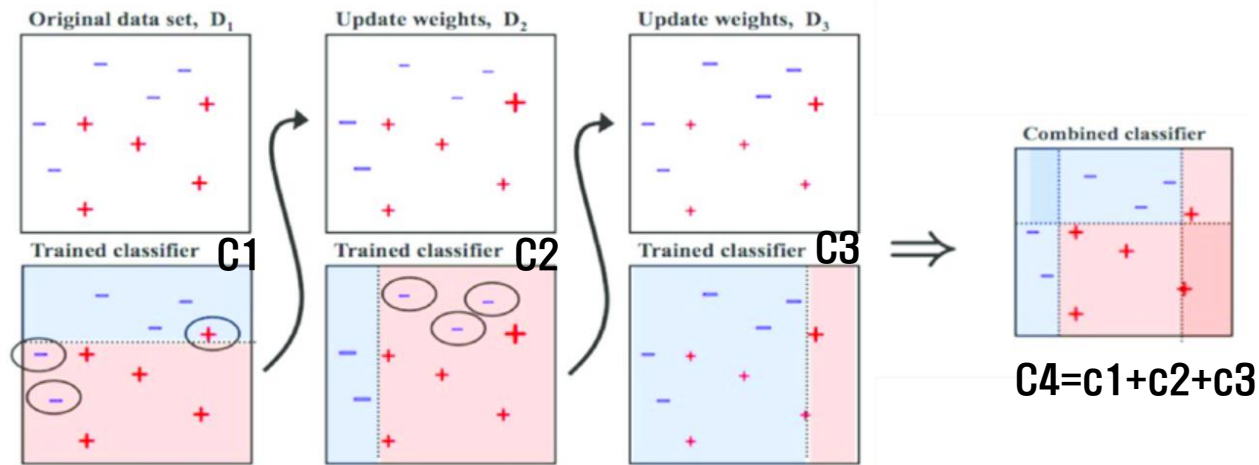 Original data set, D₁
Update weights, D₂
Update weights, D₃
Combined classifier
Trained classifier C1
Trained classifier C2
Trained classifier C3
C4=c1+c2+c3